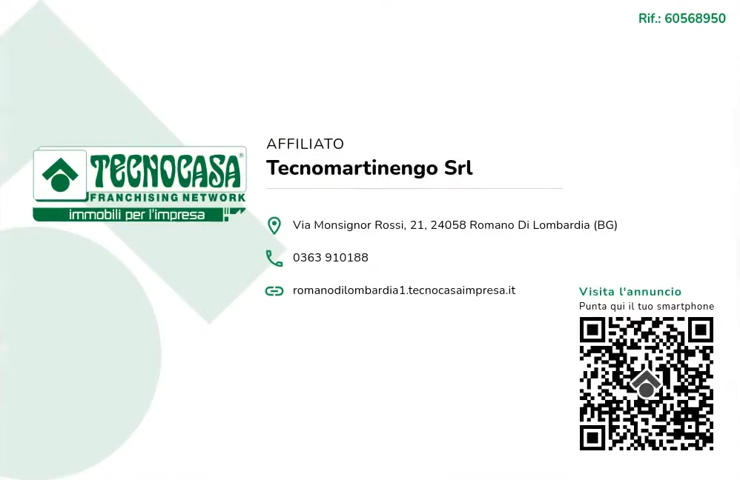 Rif.: 60568950
AFFILIATO
Tecnomartinengo Srl
TECNOCASA
FRANCHISING NETWORK
immobili per l'impresa
Via Monsignor Rossi, 21, 24058 Romano Di Lombardia (BG)
0363 910188
romanodilombardia1.tecnocasaimpresa.it
Visita l'annuncio
Punta qui il tuo smartphone